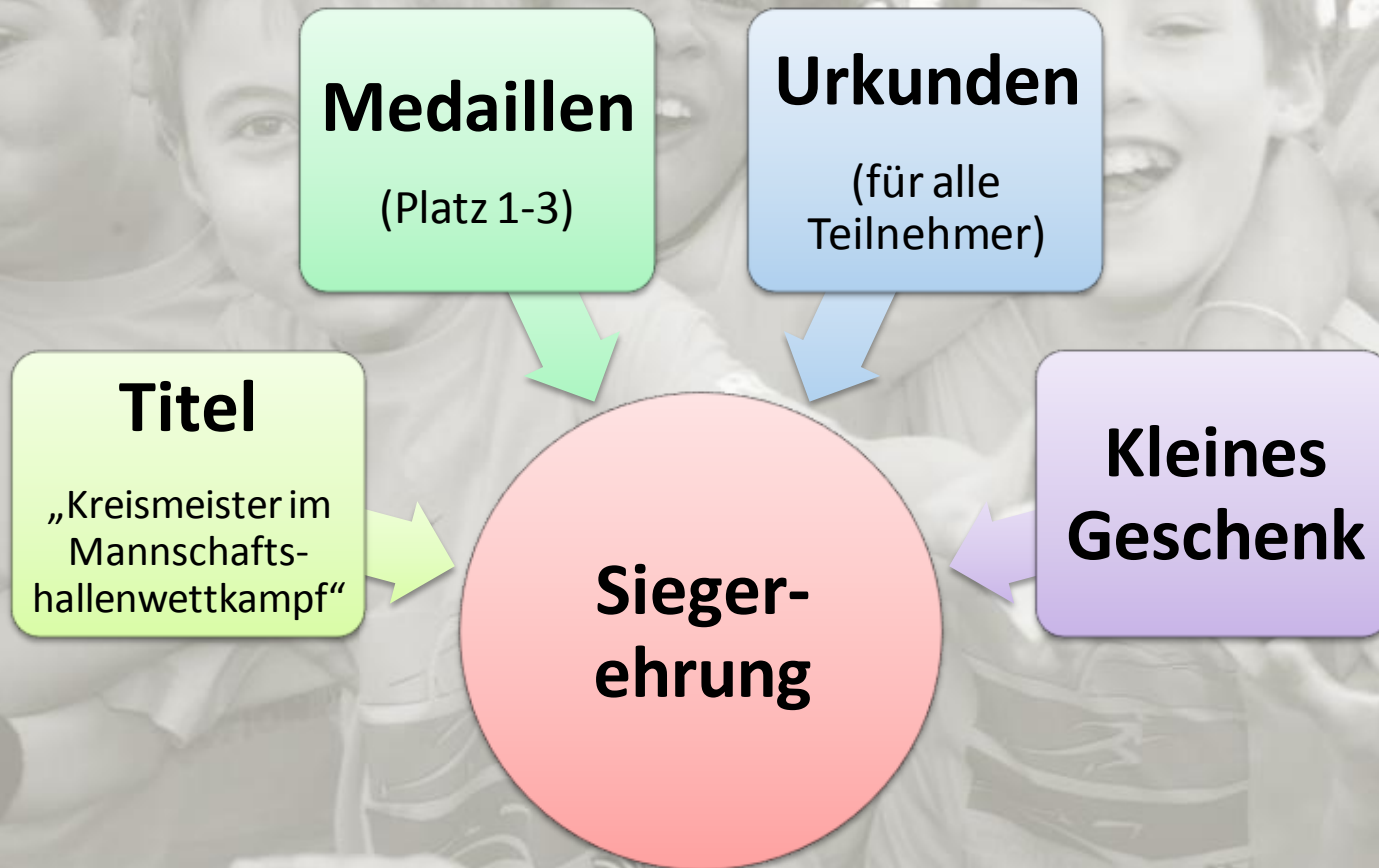 Medaillen
(Platz 1-3)
Urkunden
(für alle
Teilnehmer)
Titel
„Kreismeister im
Mannschafts-
hallenwettkampf“
Kleines
Geschenk
Sieger-
ehrung